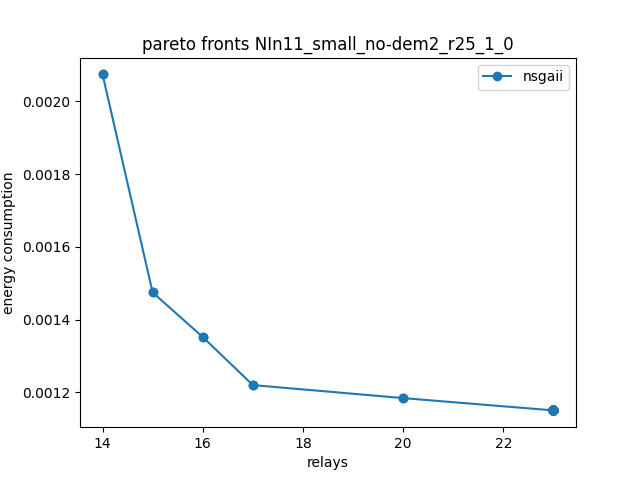 pareto fronts NIn11_small_no-dem2_r25_1_0
nsgaii
energy consumption
0.0020
0.0018
0.0016
0.0014
0.0012
14
16
18
20
22
relays